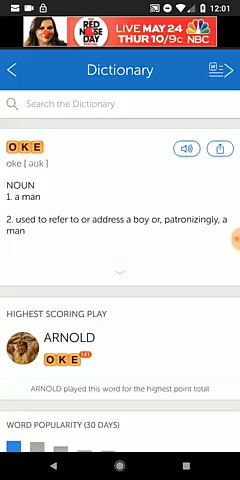 12:01
RED NOSE DAY
LIVE MAY 24
THUR 10/9c NBC
Dictionary
Search the Dictionary
OKE
oke [ əʊk ]
NOUN
1. a man
2. used to refer to or address a boy or, patronizingly, a
man
HIGHEST SCORING PLAY
ARNOLD
OKE 141
ARNOLD played this word for the highest point total
WORD POPULARITY (30 DAYS)